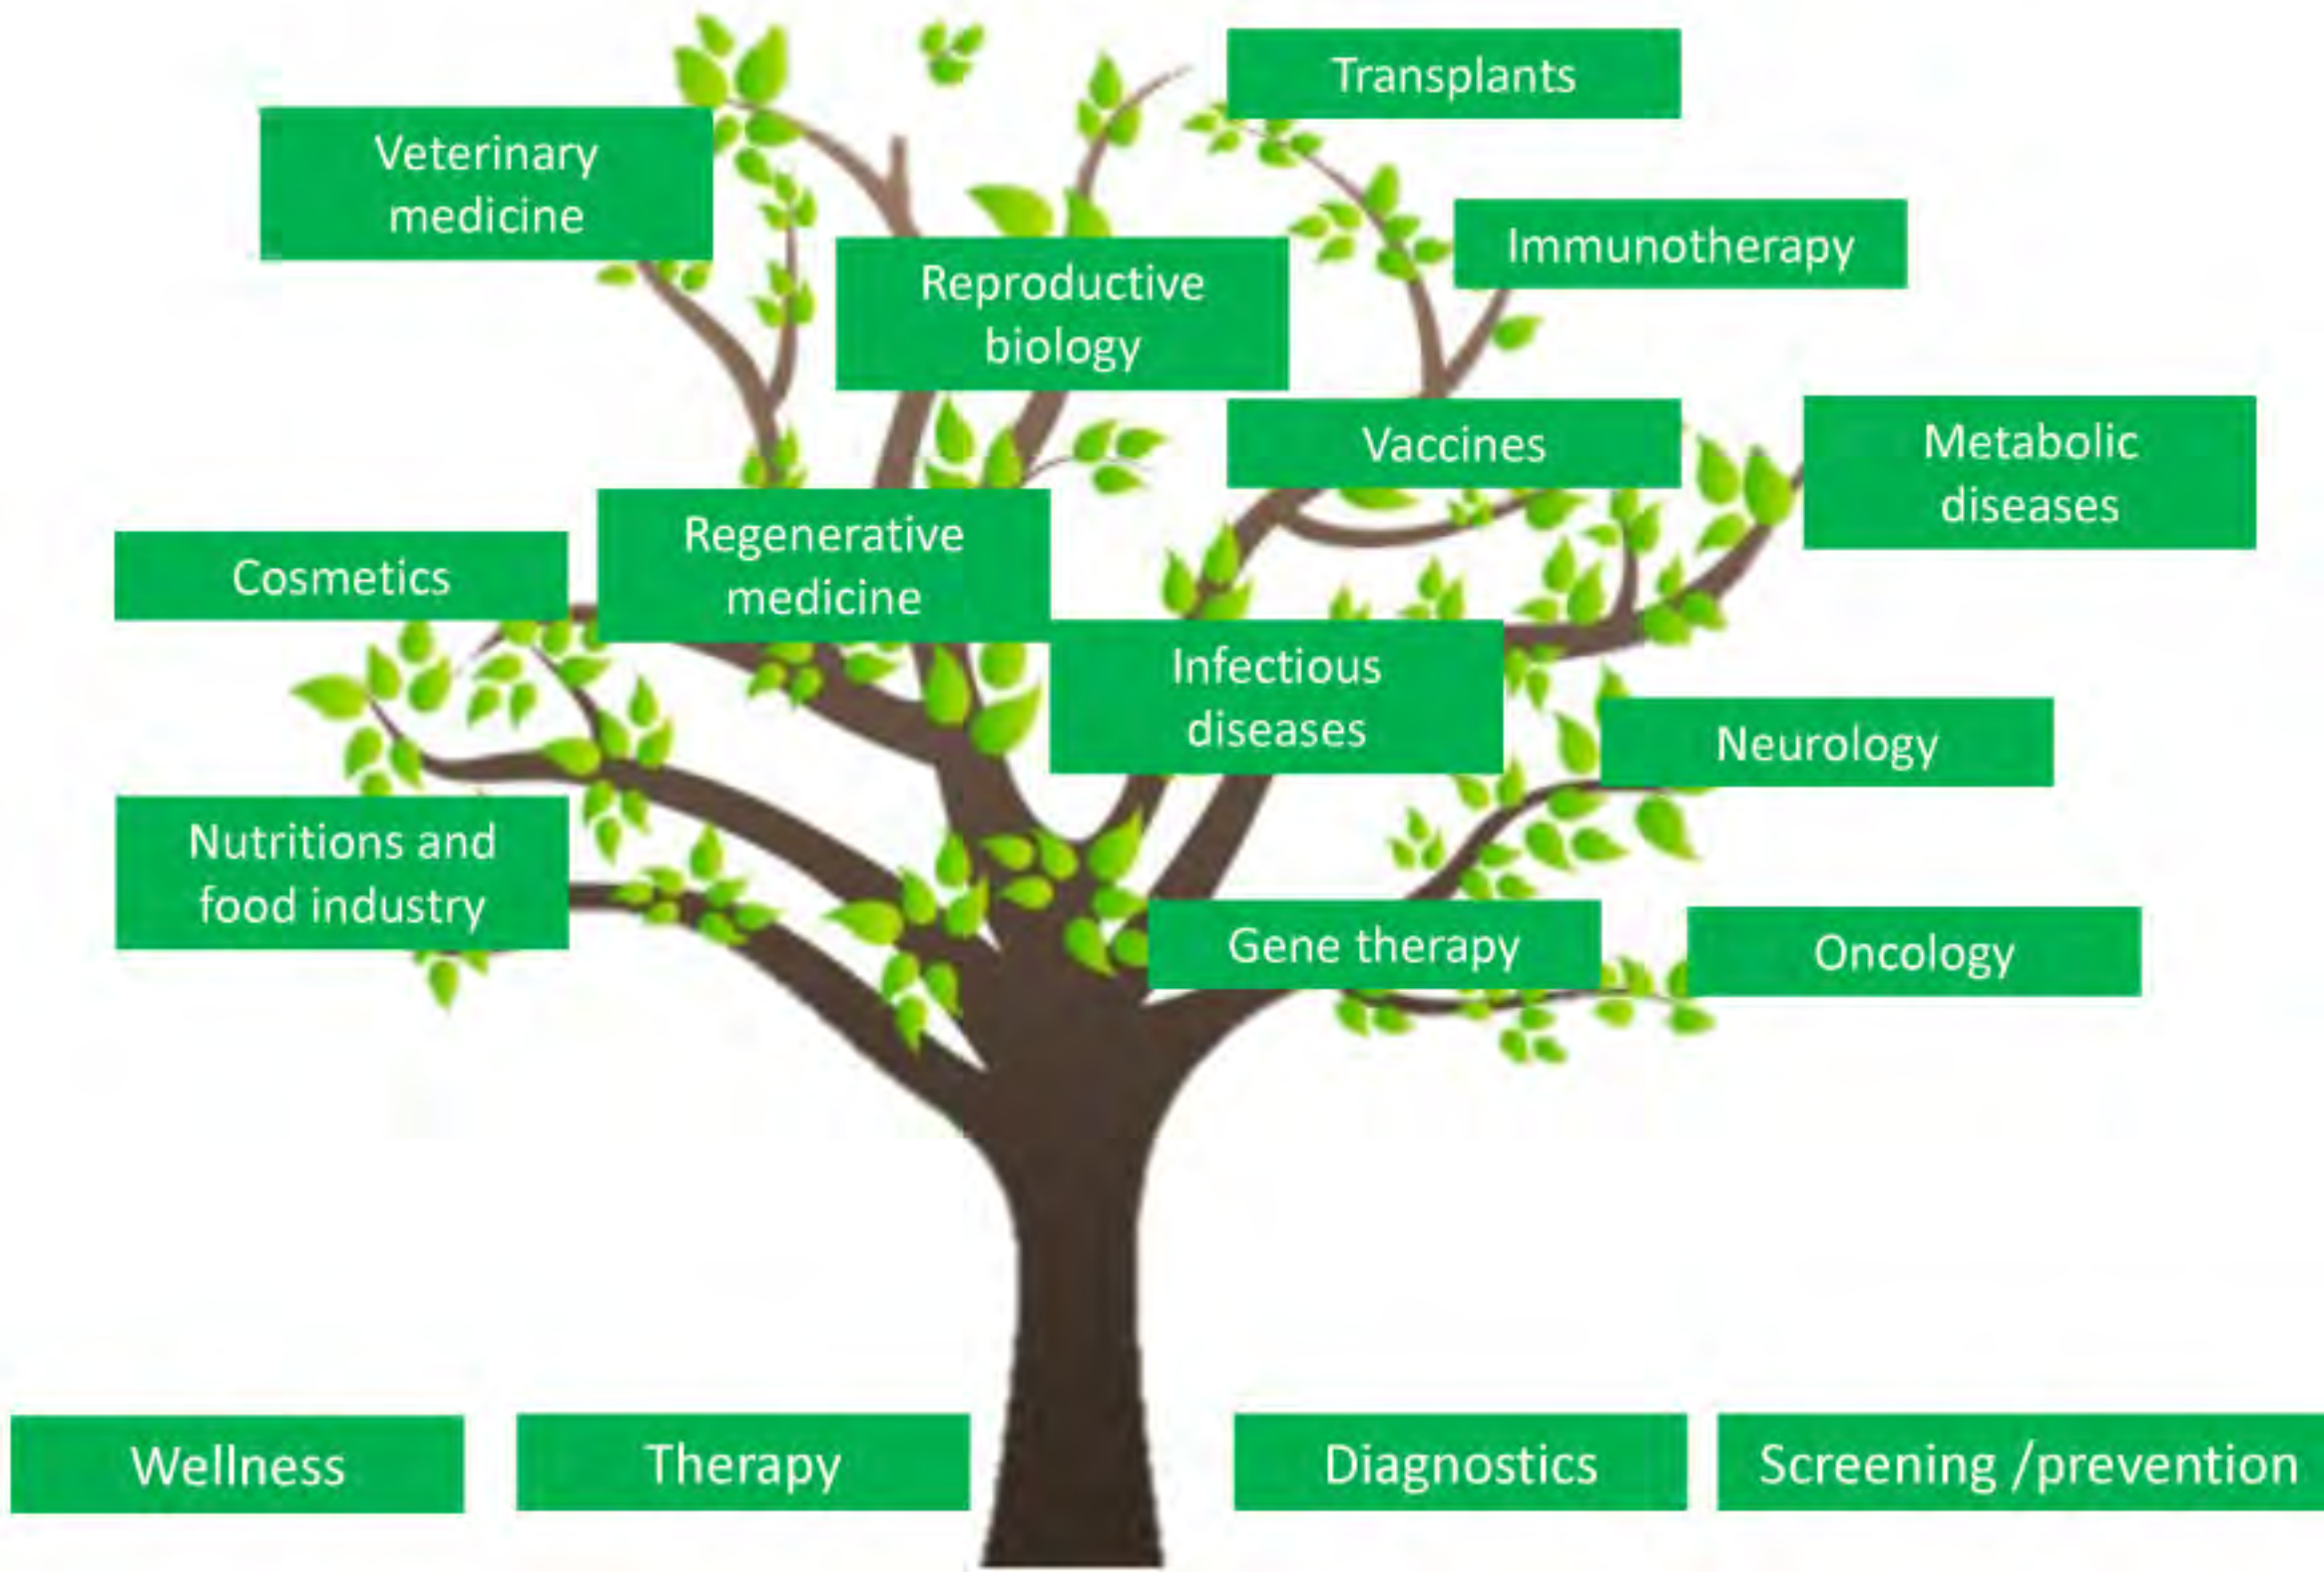 Transplants
Veterinary
medicine
Immunotherapy
Reproductive
biology
Vaccines
Metabolic
diseases
Regenerative
medicine
Cosmetics
Infectious
diseases
Neurology
Nutritions and
food industry
Gene therapy
Oncology
Wellness
Therapy
Diagnostics
Screening /prevention